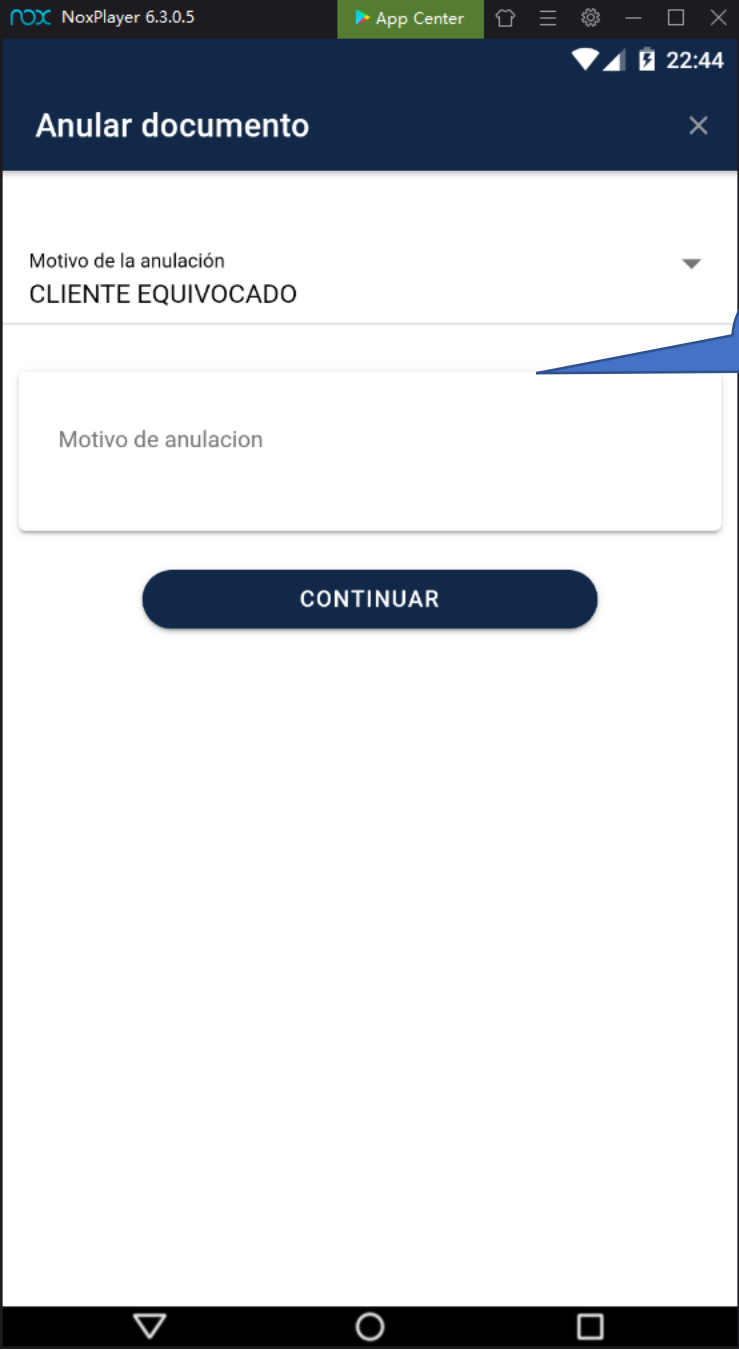 nox NoxPlayer 6.3.0.5 App Center
22:44
Anular documento
Motivo de la anulación
CLIENTE EQUIVOCADO
Motivo de anulacion
CONTINUAR